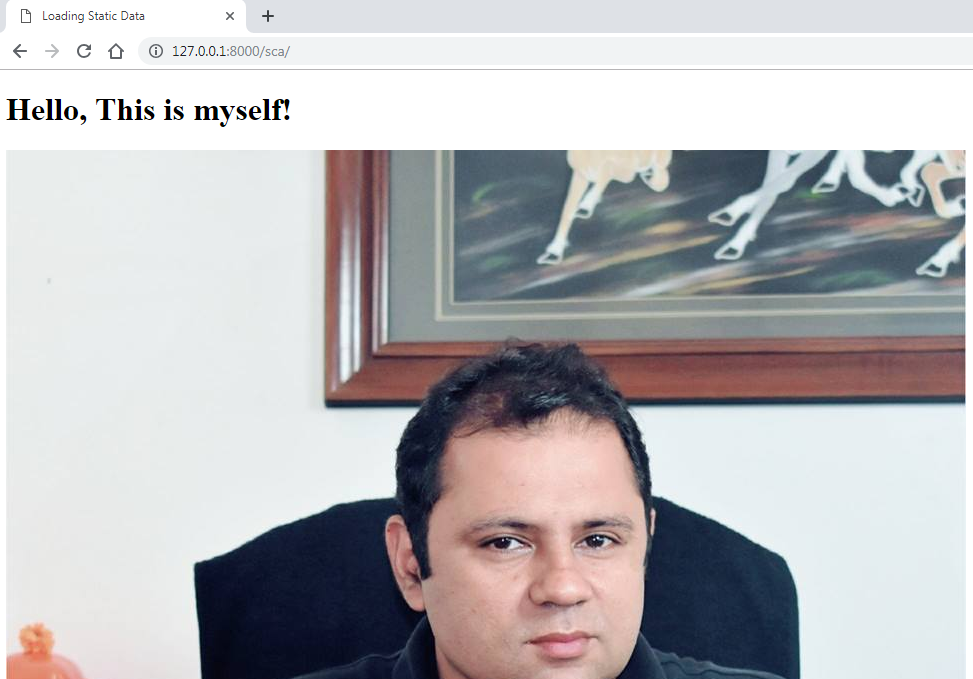 Loading Static Data
127.0.0.1:8000/sca/
Hello, This is myself!